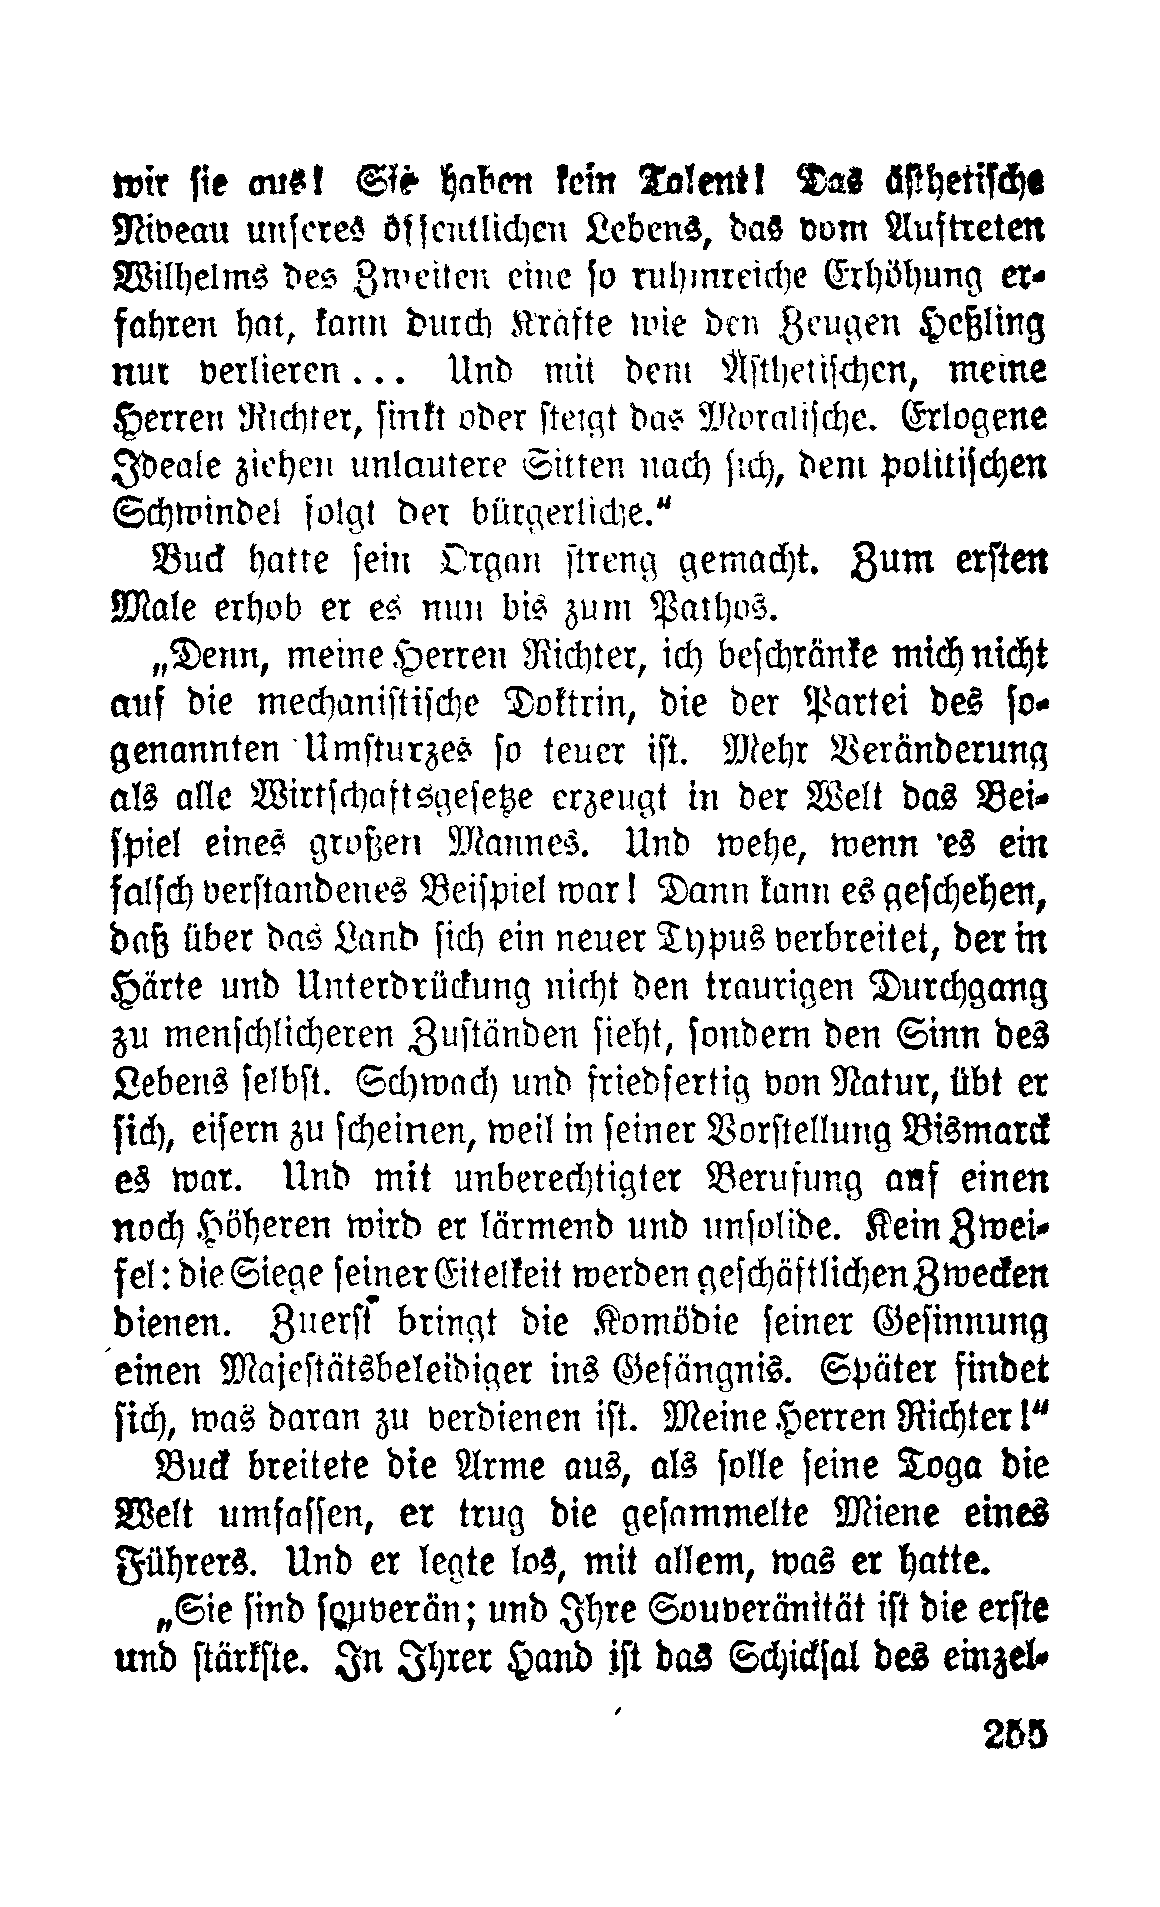 wir sie aus! Sie haben kein Talent! Das ästhetische
Niveau unseres öffentlichen Lebens, das vom Auftreten
Wilhelms des Zweiten eine so ruhmreiche Erhöhung er-
fahren hat, kann durch Kräfte wie den Zeugen Heßling
nur verlieren... Und mit dem Ästhetischen, meine
Herren Richter, sinkt oder steigt das Moralische. Erlogene
Ideale ziehen unlautere Sitten nach sich, dem politischen
Schwindel folgt der bürgerliche.“
Buck hatte sein Organ streng gemacht. Zum ersten
Male erhob er es nun bis zum Pathos.
„Denn, meine Herren Richter, ich beschränke mich nicht
auf die mechanistische Doktrin, die der Partei des so-
genannten Umsturzes so teuer ist. Mehr Veränderung
als alle Wirtschaftsgesetze erzeugt in der Welt das Bei-
spiel eines großen Mannes. Und wehe, wenn es ein
falsch verstandenes Beispiel war! Dann kann es geschehen,
daß über das Land sich ein neuer Typus verbreitet, der in
Härte und Unterdrückung nicht den traurigen Durchgang
zu menschlicheren Zuständen sieht, sondern den Sinn des
Lebens selbst. Schwach und friedfertig von Natur, übt er
sich, eisern zu scheinen, weil in seiner Vorstellung Bismarck
es war. Und mit unberechtigter Berufung auf einen
noch Höheren wird er lärmend und unsolide. Kein Zwei-
fel: die Siege seiner Eitelkeit werden geschäftlichen Zwecken
dienen. Zuerst bringt die Komödie seiner Gesinnung
einen Majestätsbeleidiger ins Gefängnis. Später findet
sich, was daran zu verdienen ist. Meine Herren Richter!“
Buck breitete die Arme aus, als solle seine Toga die
Welt umfassen, er trug die gesammelte Miene eines
Führers. Und er legte los, mit allem, was er hatte.
„Sie sind souverän; und Ihre Souveränität ist die erste
und stärkste. In Ihrer Hand ist das Schicksal des einzel-
255